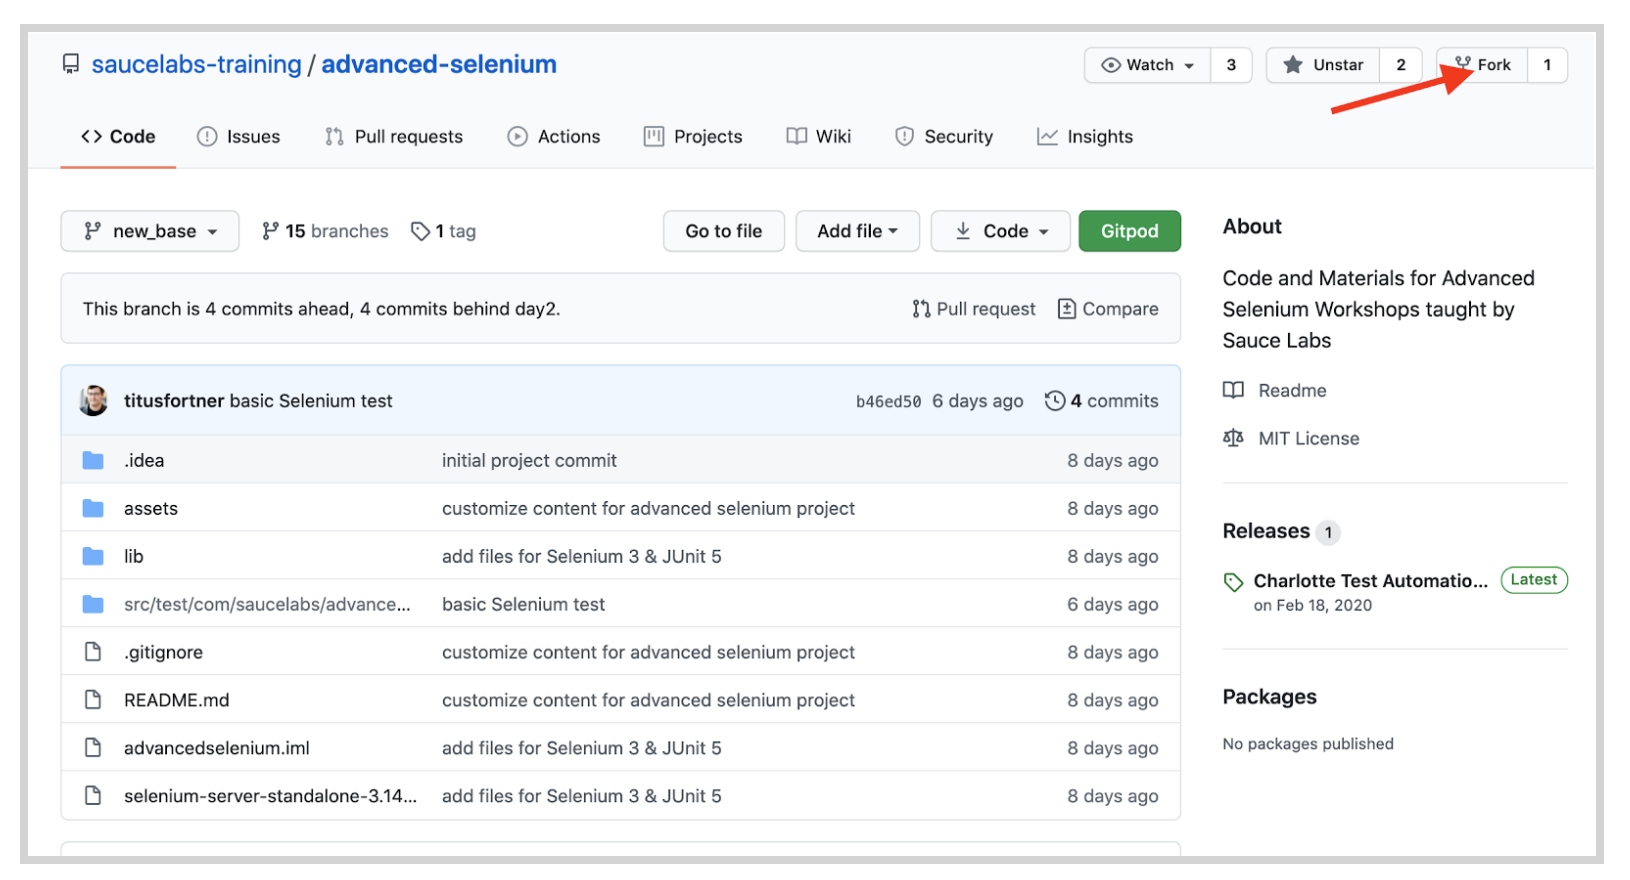 saucelabs-training / advanced-selenium
Watch 3 Unstar 2 Fork 1
Code Issues Pull requests Actions Projects Wiki Security Insights
new_base 15 branches 1 tag Go to file Add file Code Gitpod
This branch is 4 commits ahead, 4 commits behind day2. Pull request Compare
titusfortner basic Selenium test b46ed50 6 days ago 4 commits
.idea initial project commit 8 days ago
assets customize content for advanced selenium project 8 days ago
lib add files for Selenium 3 & JUnit 5 8 days ago
src/test/com/saucelabs/advance... basic Selenium test 6 days ago
.gitignore customize content for advanced selenium project 8 days ago
README.md customize content for advanced selenium project 8 days ago
advancedselenium.iml add files for Selenium 3 & JUnit 5 8 days ago
selenium-server-standalone-3.14... add files for Selenium 3 & JUnit 5 8 days ago
About
Code and Materials for Advanced
Selenium Workshops taught by
Sauce Labs
Readme
MIT License
Releases 1
Charlotte Test Automatio... Latest
on Feb 18, 2020
Packages
No packages published